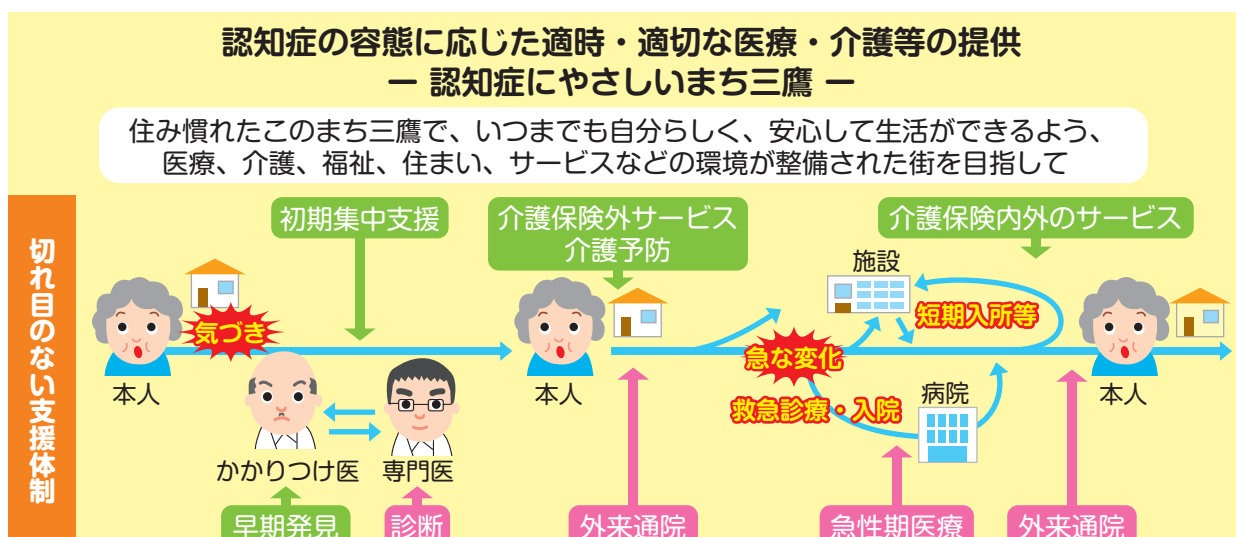 認知症の容態に応じた適時・適切な医療・介護等の提供
ー 認知症にやさしいまち三鷹 ー
住み慣れたこのまち三鷹で、いつまでも自分らしく、安心して生活ができるよう、
医療、介護、福祉、住まい、サービスなどの環境が整備された街を目指して
切れ目のない支援体制
初期集中支援
介護保険外サービス
介護予防
介護保険内外のサービス
施設
気づき
短期入所等
急な変化
本人
本人
本人
救急診療・入院
病院
かかりつけ医
専門医
早期発見
診断
外来通院
急性期医療
外来通院